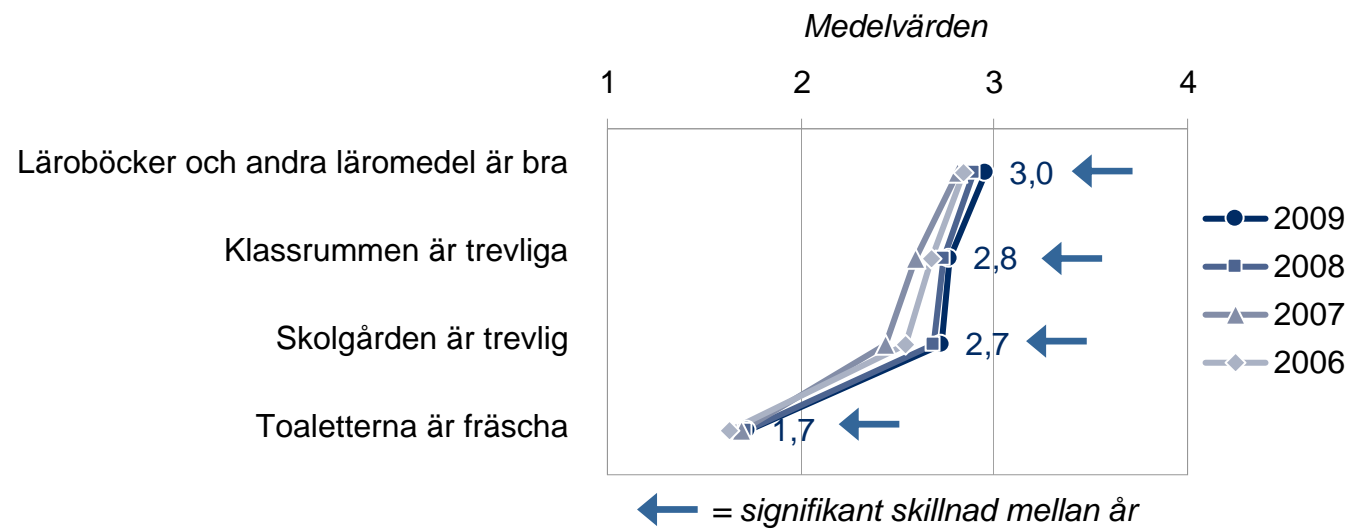 Medelvärden
1 2 3 4
Läroböcker och andra läromedel är bra 3,0
Klassrummen är trevliga 2,8
Skolgården är trevlig 2,7
Toaletterna är fräscha 1,7
2009
2008
2007
2006
= signifikant skillnad mellan år